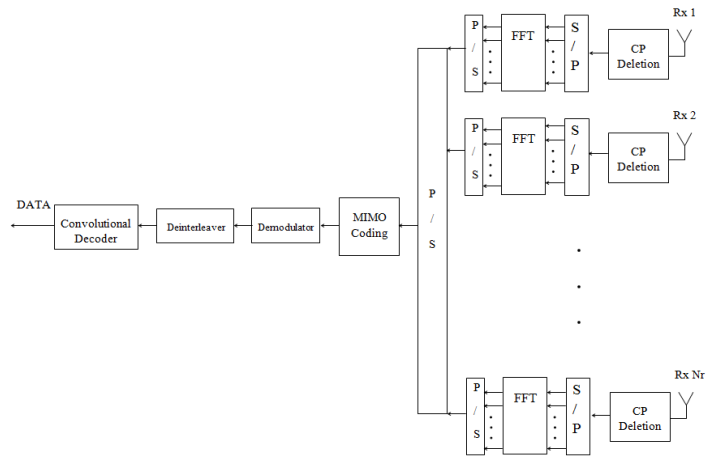 Rx 1
P
/
S
FFT
S
/
P
CP
Deletion
Rx 2
P
/
S
FFT
S
/
P
CP
Deletion
DATA
Convolutional
Decoder
Deinterleaver
Demodulator
MIMO
Coding
P
/
S
Rx Nr
P
/
S
FFT
S
/
P
CP
Deletion